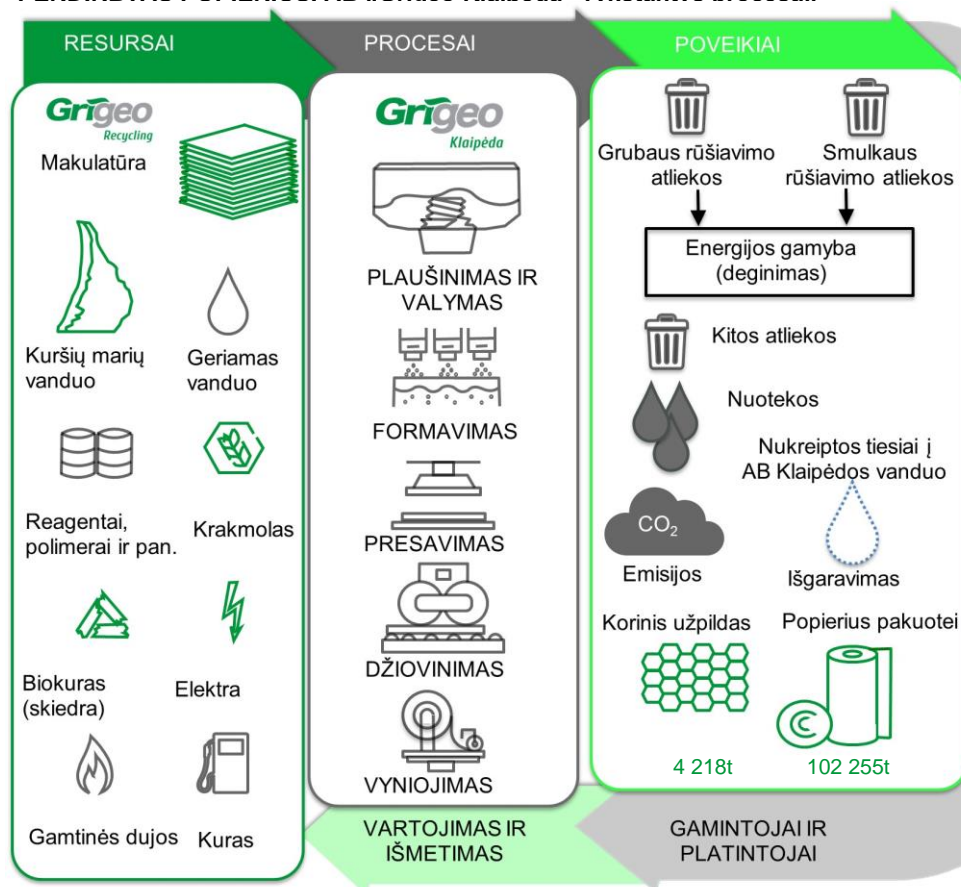 RESURSAI
PROCESAI
POVEIKIAI
Grigeo
Recycling
Makulatūra
Kuršių marių
vanduo
Geriamas
vanduo
Reagentai,
polimerai ir pan.
Krakmolas
Biokuras
(skiedra)
Elektra
Gamtinės dujos
Kuras
Grigeo
Klaipėda
PLAUŠINIMAS IR
VALYMAS
FORMAVIMAS
PRESAVIMAS
DŽIOVINIMAS
VYNIOJIMAS
Grubaus rūšiavimo
atliekos
Smulkaus
rūšiavimo atliekos
Energijos gamyba
(deginimas)
Kitos atliekos
Nuotekos
Nukreiptos tiesiai į
AB Klaipėdos vanduo
CO₂
Emisijos
Išgaravimas
Korinis užpildas
Popierius pakuotei
4 218t
102 255t
VARTOJIMAS IR
IŠMETIMAS
GAMINTOJAI IR
PLATINTOJAI